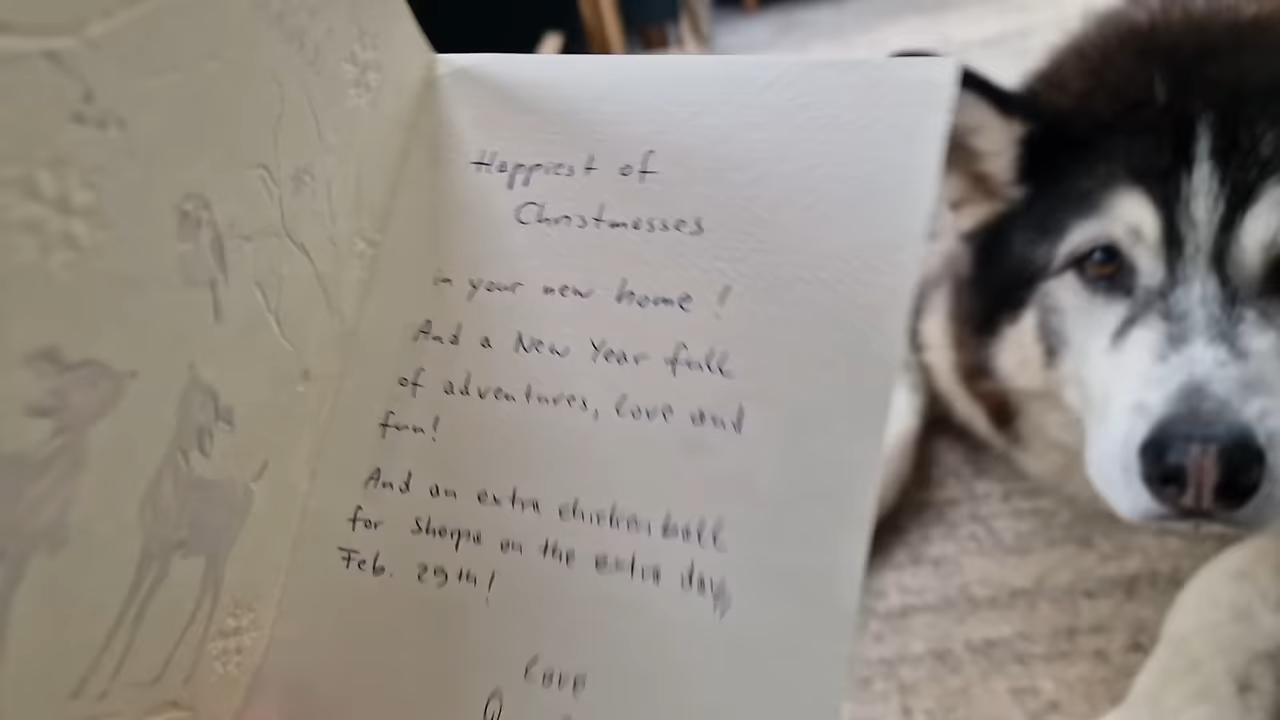 Happiest of
Christmasses
in your new home!
And a New Year full
of adventures, love and
fun!
And an extra chicken ball
for Sherpa on the extra day,
Feb. 29th!
Love